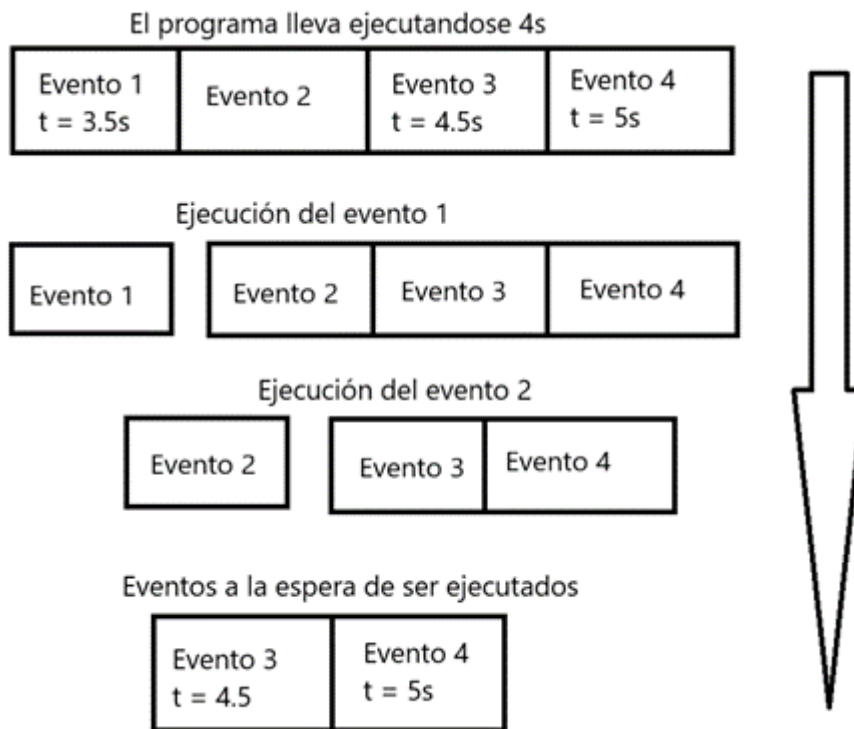 El programa lleva ejecutandose 4s
Evento 1
t = 3.5s
Evento 2
Evento 3
t = 4.5s
Evento 4
t = 5s
Ejecución del evento 1
Evento 1
Evento 2
Evento 3
Evento 4
Ejecución del evento 2
Evento 2
Evento 3
Evento 4
Eventos a la espera de ser ejecutados
Evento 3
t = 4.5
Evento 4
t = 5s